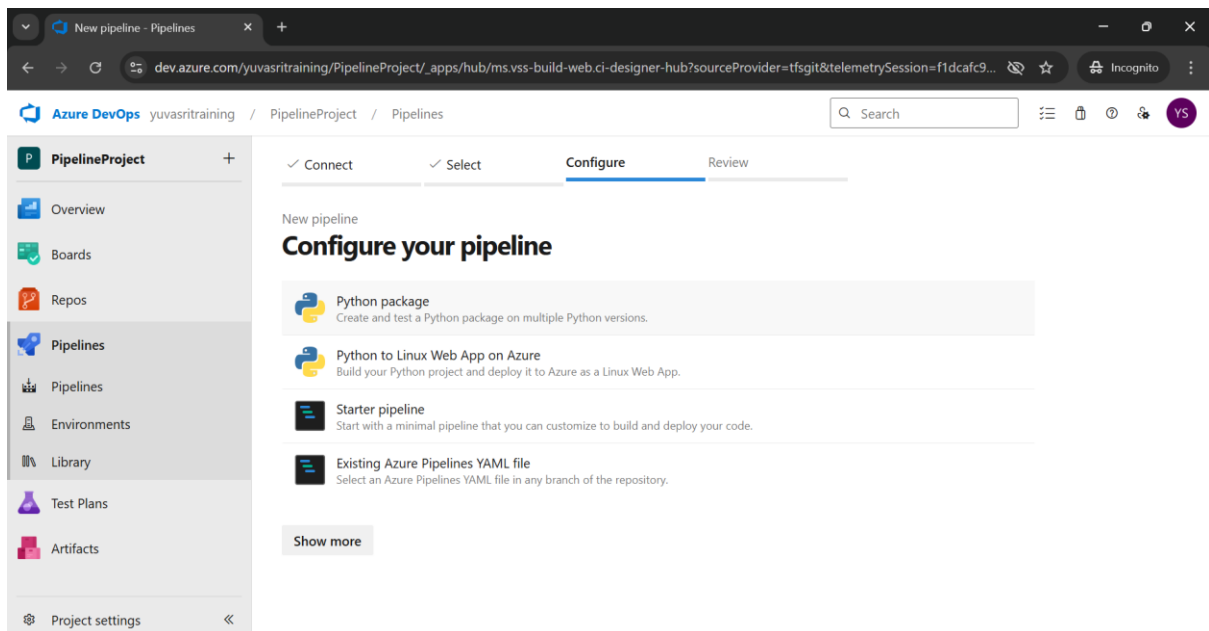 New pipeline - Pipelines
dev.azure.com/yuvasritraining/PipelineProject/_apps/hub/ms.vss-build-web.ci-designer-hub?sourceProvider=tfsgit&telemetrySession=f1dcafc9...
Incognito
Azure DevOps yuvasritraining / PipelineProject / Pipelines
Search
YS
P PipelineProject
Connect Select Configure Review
Overview
Boards
Repos
Pipelines
Pipelines
Environments
Library
Test Plans
Artifacts
Project settings
New pipeline
Configure your pipeline
Python package
Create and test a Python package on multiple Python versions.
Python to Linux Web App on Azure
Build your Python project and deploy it to Azure as a Linux Web App.
Starter pipeline
Start with a minimal pipeline that you can customize to build and deploy your code.
Existing Azure Pipelines YAML file
Select an Azure Pipelines YAML file in any branch of the repository.
Show more